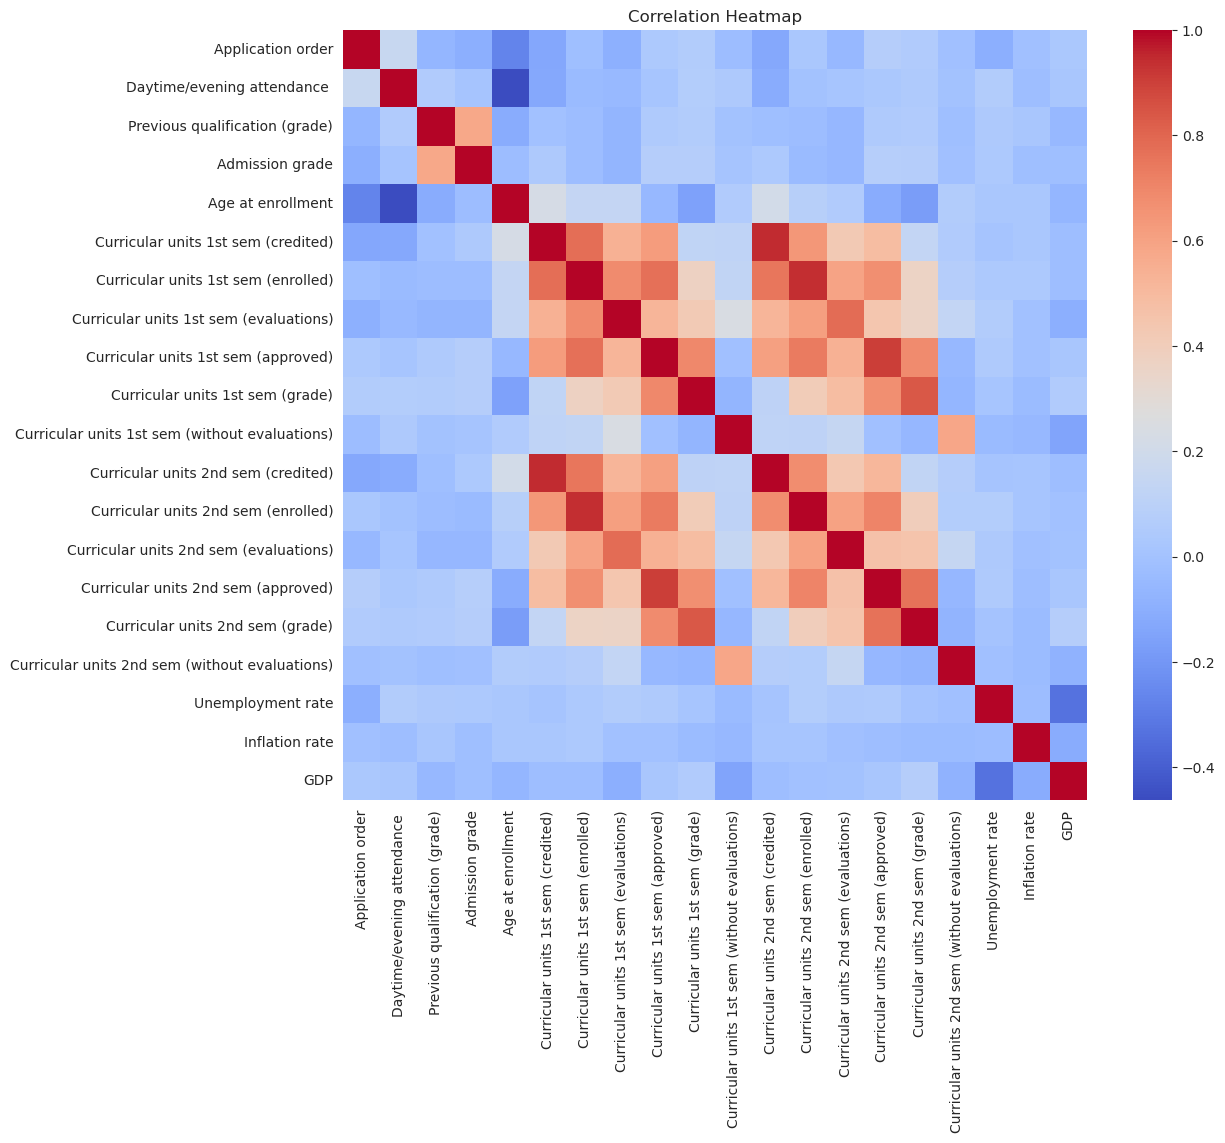 Correlation Heatmap
Application order
Daytime/evening attendance
Previous qualification (grade)
Admission grade
Age at enrollment
Curricular units 1st sem (credited)
Curricular units 1st sem (enrolled)
Curricular units 1st sem (evaluations)
Curricular units 1st sem (approved)
Curricular units 1st sem (grade)
Curricular units 1st sem (without evaluations)
Curricular units 2nd sem (credited)
Curricular units 2nd sem (enrolled)
Curricular units 2nd sem (evaluations)
Curricular units 2nd sem (approved)
Curricular units 2nd sem (grade)
Curricular units 2nd sem (without evaluations)
Unemployment rate
Inflation rate
GDP
Application order
Daytime/evening attendance
Previous qualification (grade)
Admission grade
Age at enrollment
Curricular units 1st sem (credited)
Curricular units 1st sem (enrolled)
Curricular units 1st sem (evaluations)
Curricular units 1st sem (approved)
Curricular units 1st sem (grade)
Curricular units 1st sem (without evaluations)
Curricular units 2nd sem (credited)
Curricular units 2nd sem (enrolled)
Curricular units 2nd sem (evaluations)
Curricular units 2nd sem (approved)
Curricular units 2nd sem (grade)
Curricular units 2nd sem (without evaluations)
Unemployment rate
Inflation rate
GDP
1.0
0.8
0.6
0.4
0.2
0.0
−0.2
−0.4